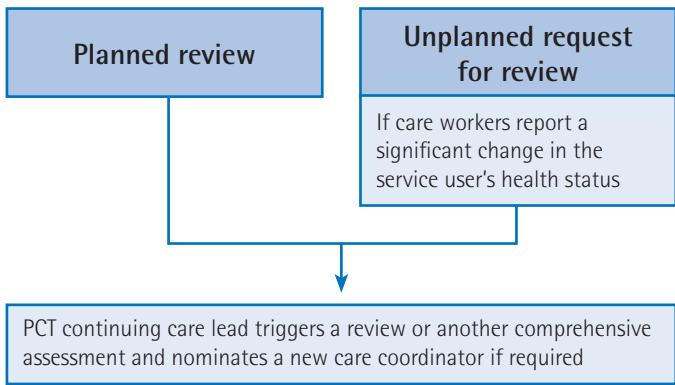 Planned review
Unplanned request
for review
If care workers report a
significant change in the
service user's health status
PCT continuing care lead triggers a review or another comprehensive
assessment and nominates a new care coordinator if required